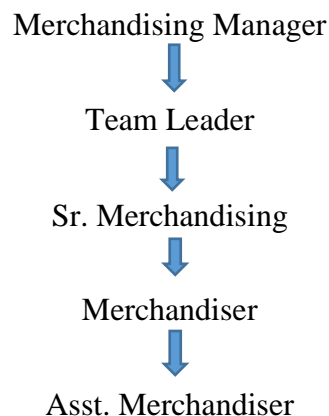 Merchandising Manager
Team Leader
Sr. Merchandising
Merchandiser
Asst. Merchandiser